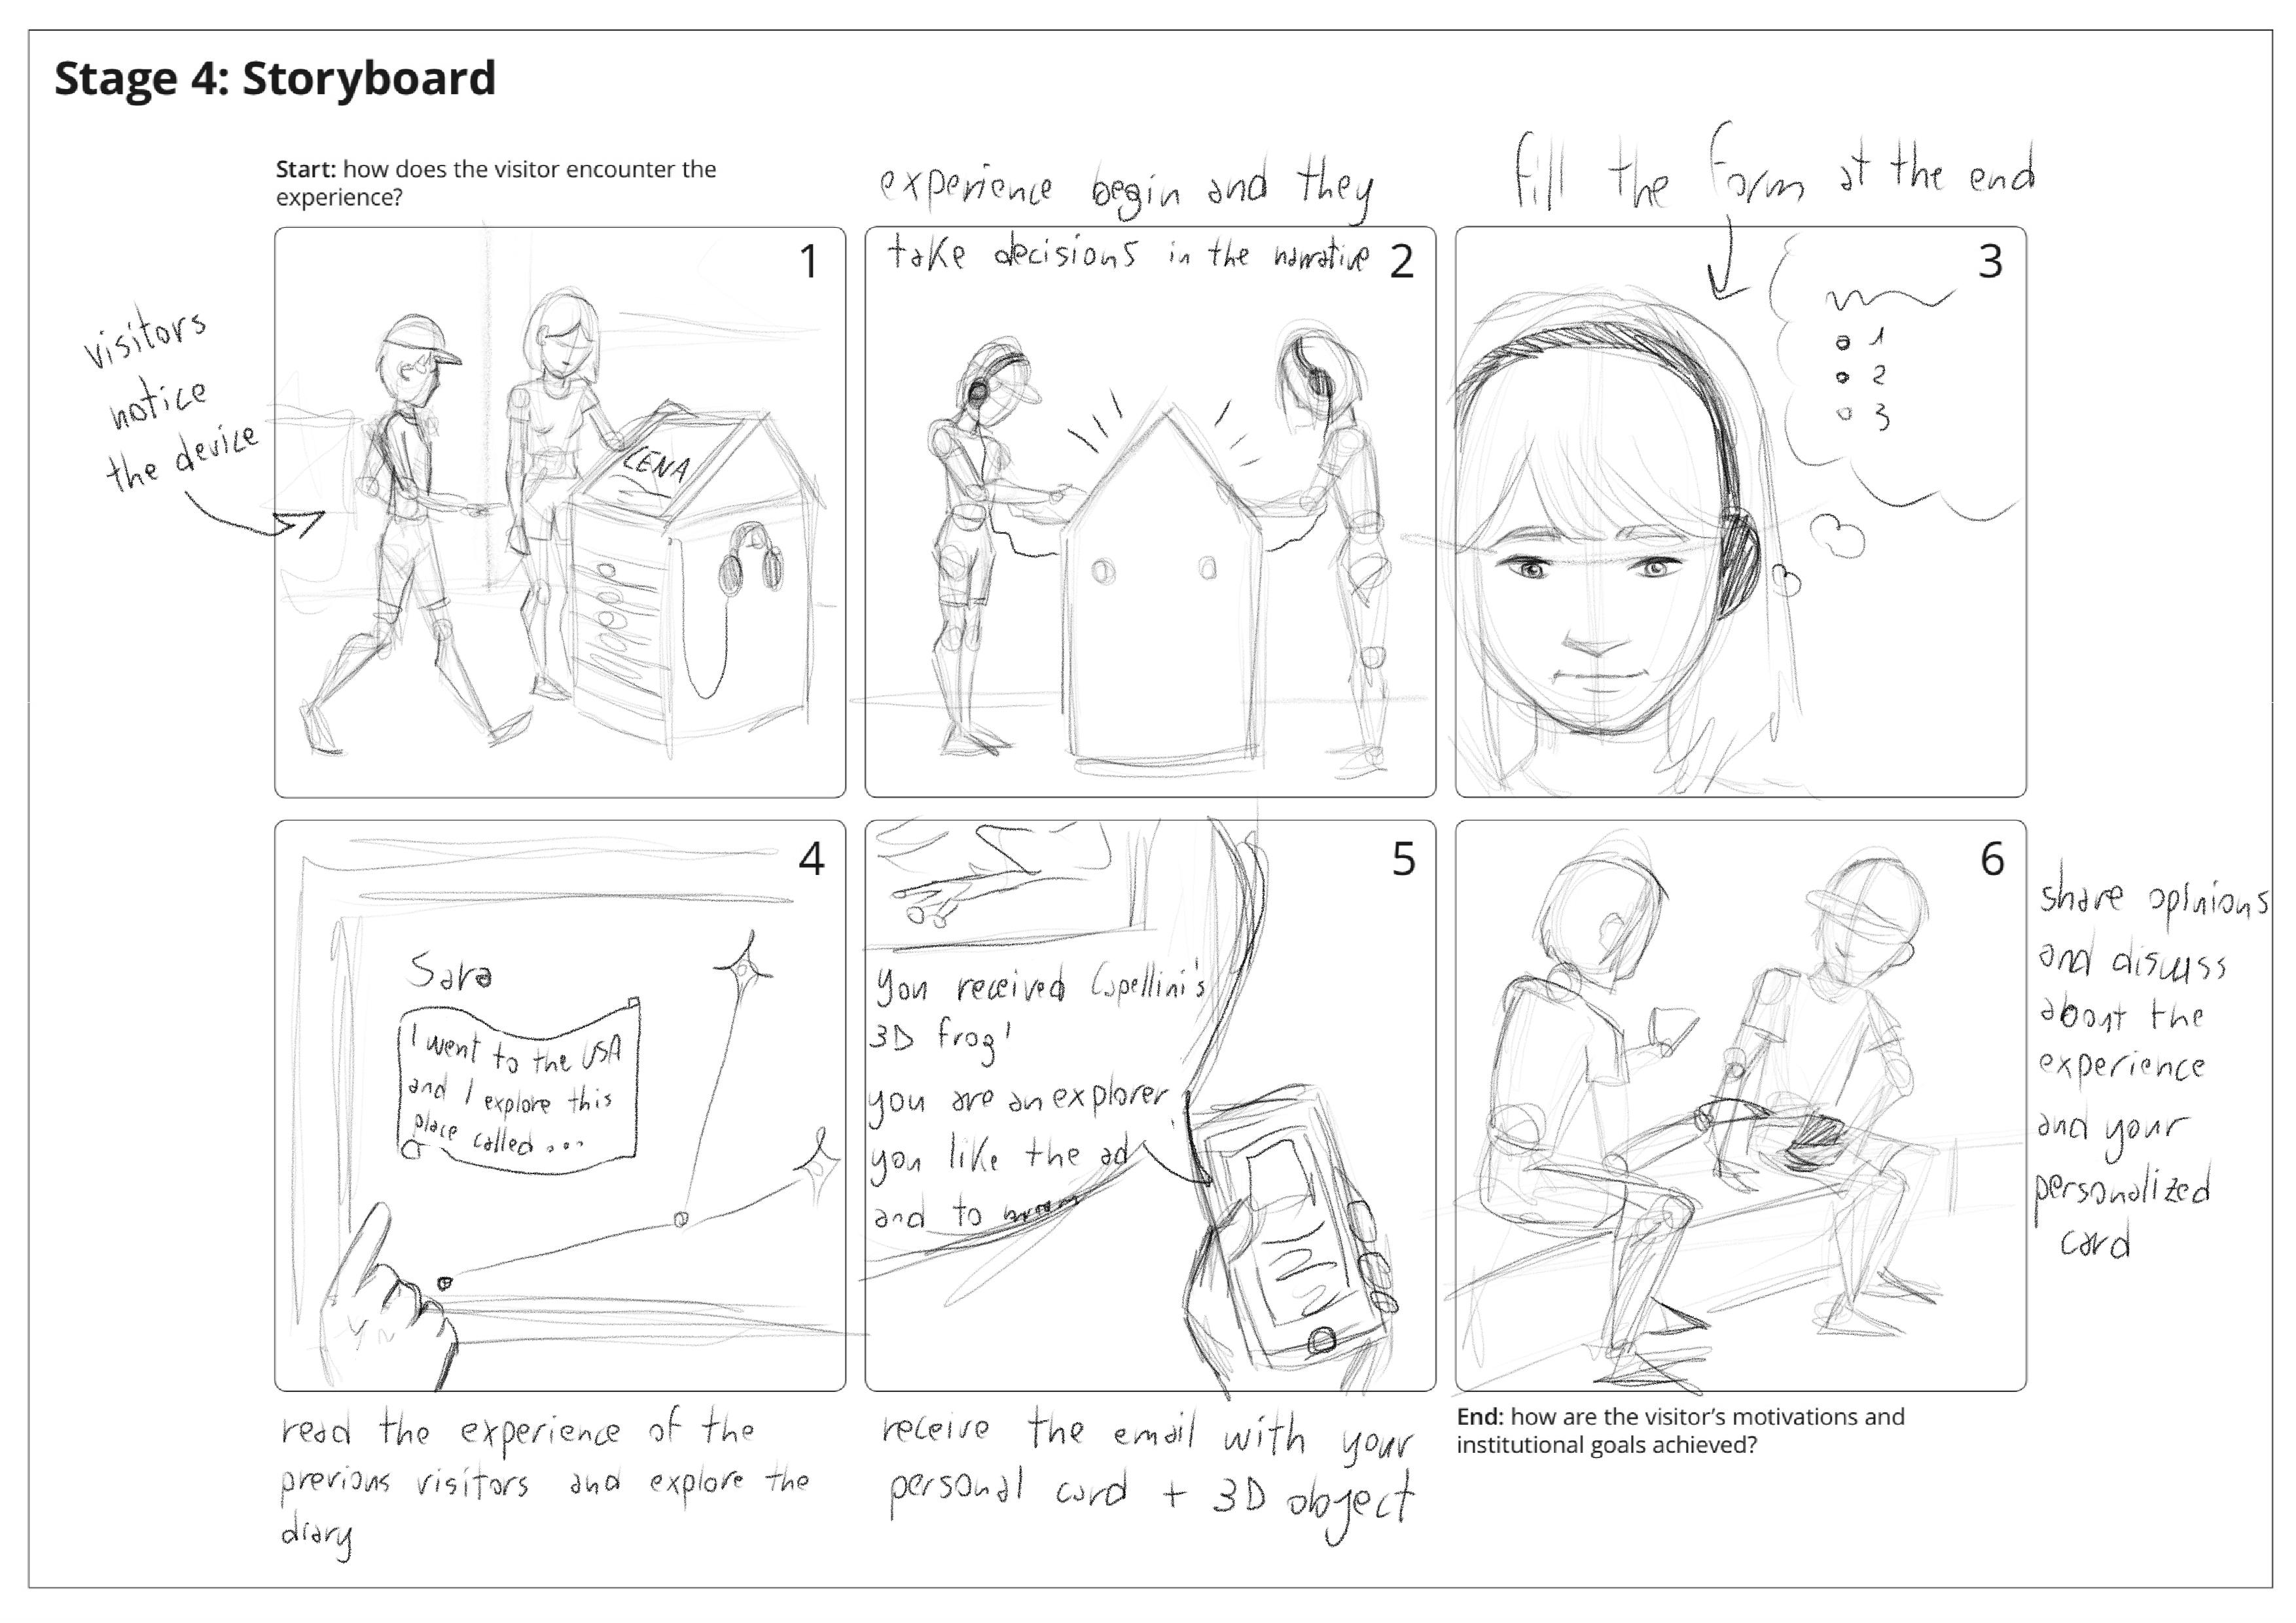 Stage 4: Storyboard
Start: how does the visitor encounter the
experience?
visitors
notice
the device
1
CENA
experience begin and they
take decisions in the narrative
2
fill the form at the end
3
1
2
3
4
Sara
I went to the USA
and I explore this
place called ...
read the experience of the
previous visitors and explore the
diary
5
you received Capellini's
3D frog!
you are an explorer
you like the ad
and to
receive the email with your
personal card + 3D object
6
share opinions
and discuss
about the
experience
and your
personalized
card
End: how are the visitor's motivations and
institutional goals achieved?